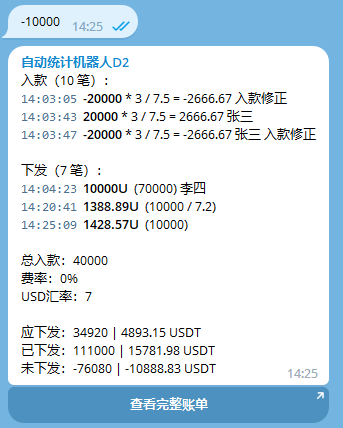 -10000
14:25
自动统计机器人D2
入款（10 笔）：
14:03:05 -20000 * 3 / 7.5 = -2666.67 入款修正
14:03:43 20000 * 3 / 7.5 = 2666.67 张三
14:03:47 -20000 * 3 / 7.5 = -2666.67 张三 入款修正
下发（7 笔）：
14:04:23 10000U (70000) 李四
14:20:41 1388.89U (10000 / 7.2)
14:25:09 1428.57U (10000)
总入款：40000
费率：0%
USD汇率：7
应下发：34920 | 4893.15 USDT
已下发：111000 | 15781.98 USDT
未下发：-76080 | -10888.83 USDT
14:25
查看完整账单